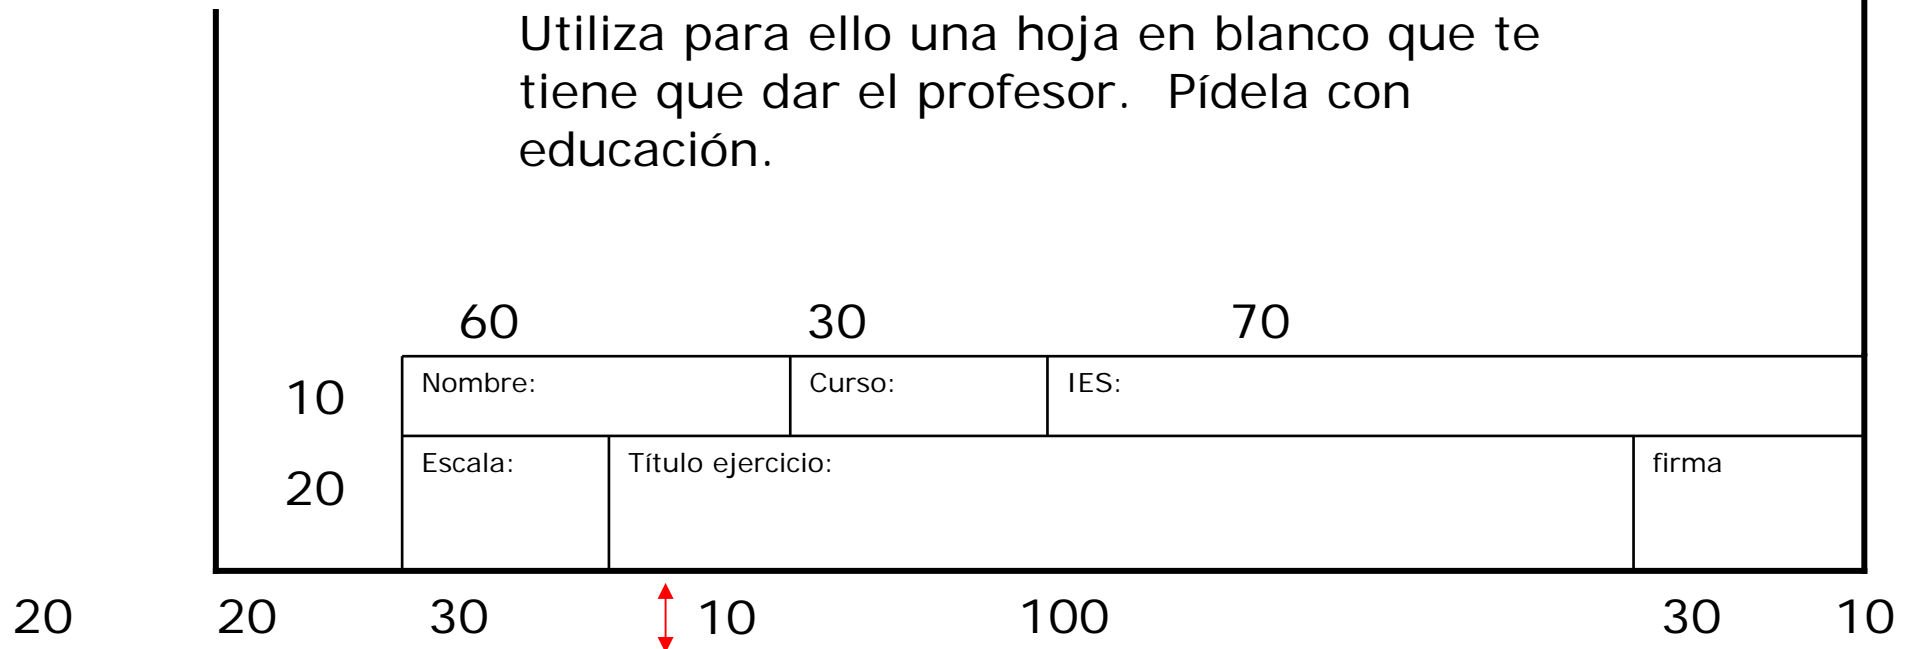 Utiliza para ello una hoja en blanco que te
tiene que dar el profesor. Pídela con
educación.
60 30 70
10 Nombre: Curso: IES:
20 Escala: Título ejercicio: firma
20 20 30 10 100 30 10